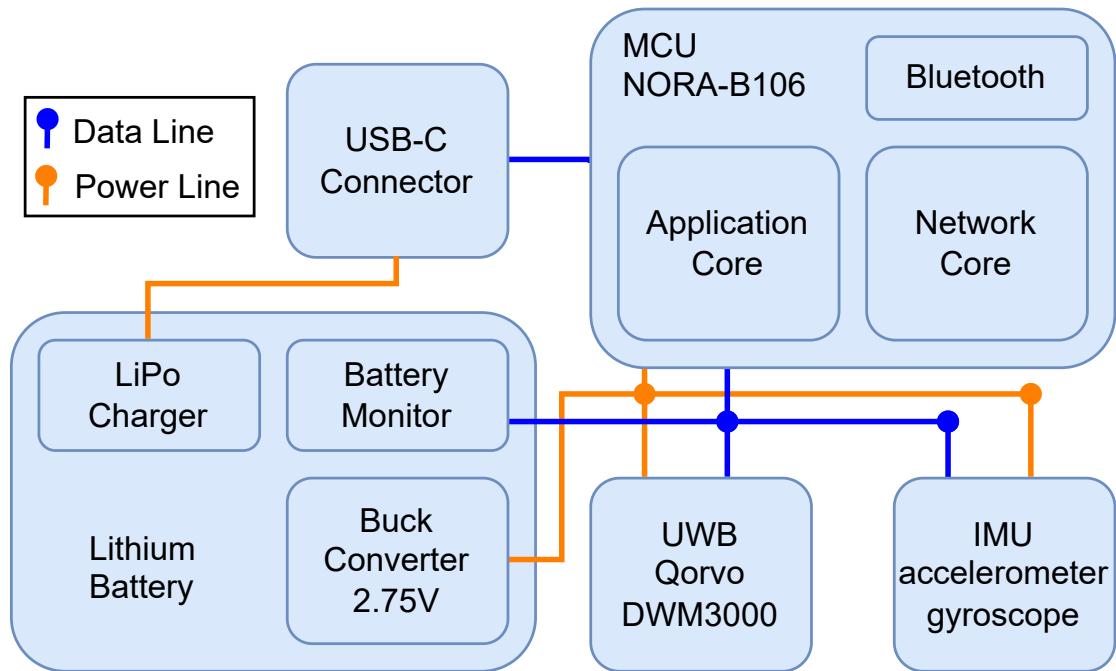 Data Line
Power Line
USB-C
Connector
MCU
NORA-B106
Bluetooth
Application
Core
Network
Core
LiPo
Charger
Battery
Monitor
Lithium
Battery
Buck
Converter
2.75V
UWB
Qorvo
DWM3000
IMU
accelerometer
gyroscope